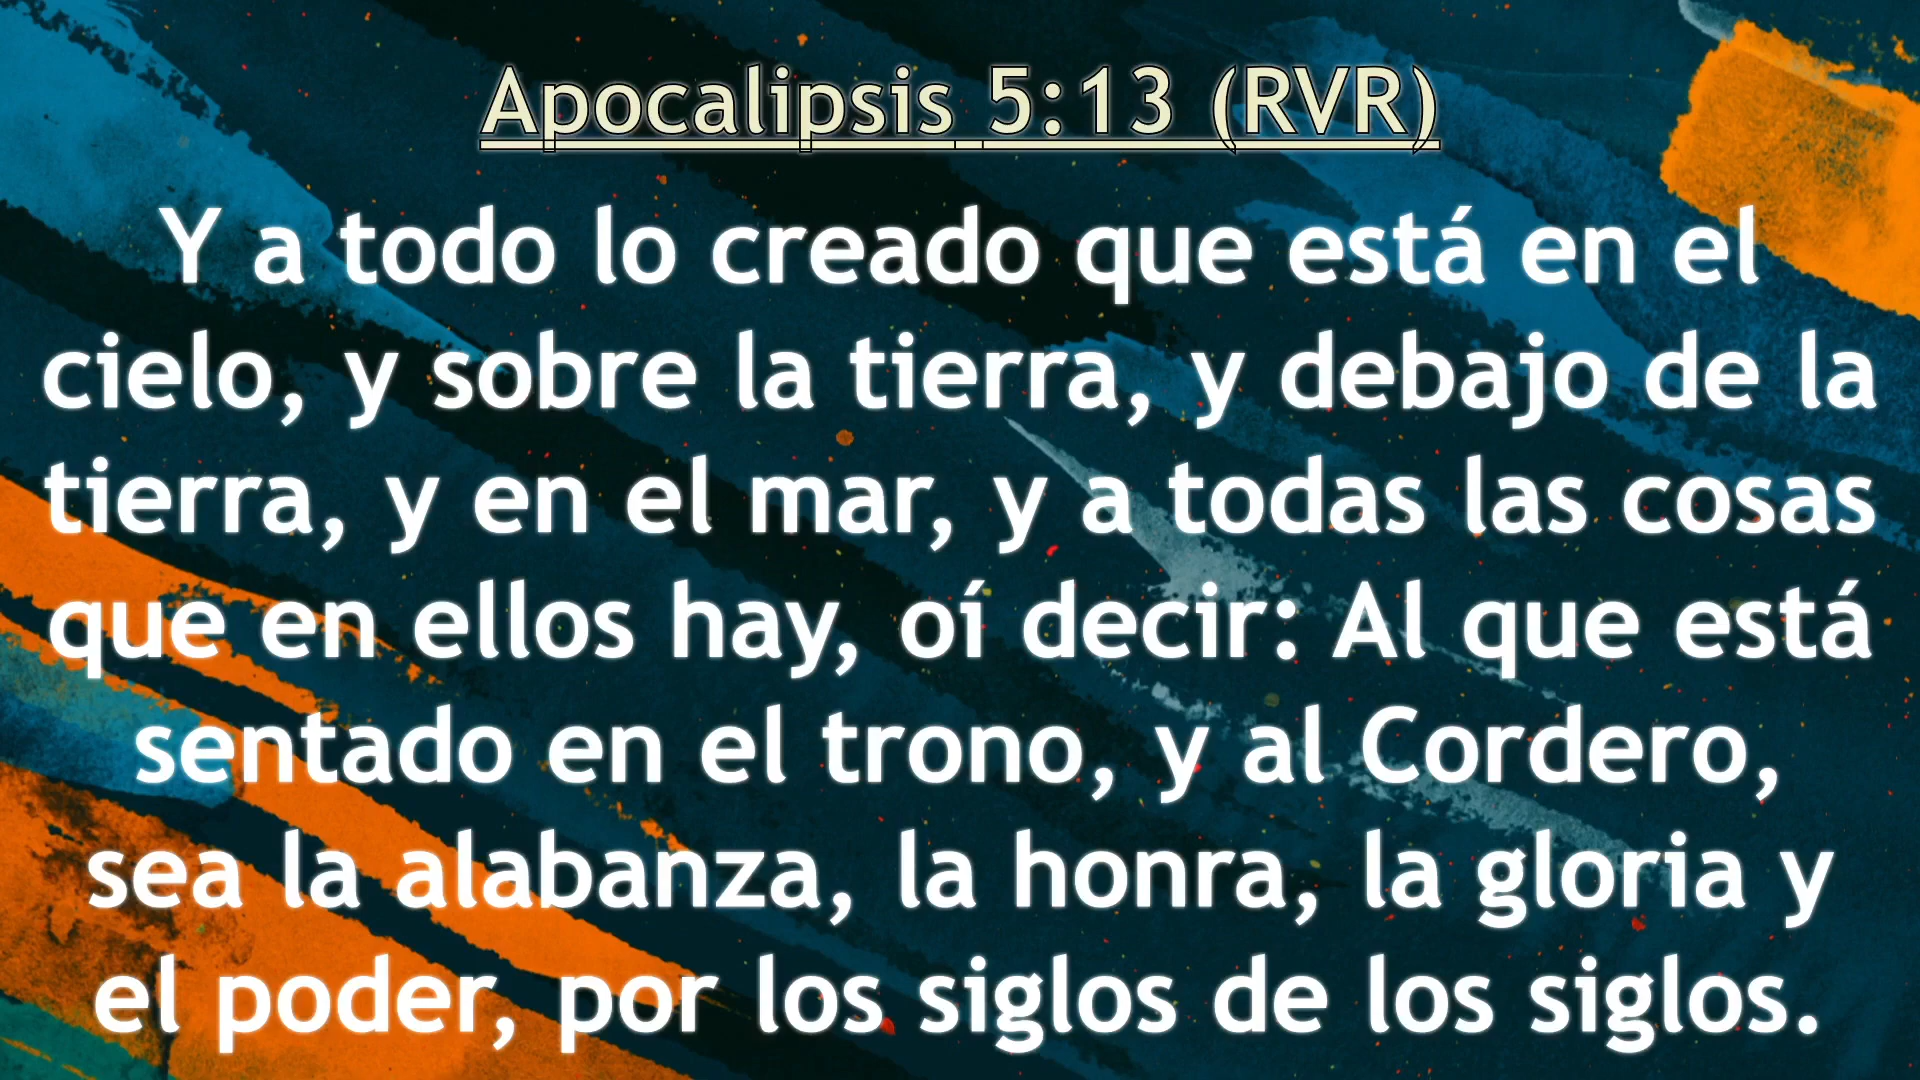 Apocalipsis 5:13 (RVR)
Y a todo lo creado que está en el
cielo, y sobre la tierra, y debajo de la
tierra, y en el mar, y a todas las cosas
que en ellos hay, oí decir: Al que está
sentado en el trono, y al Cordero,
sea la alabanza, la honra, la gloria y
el poder, por los siglos de los siglos.